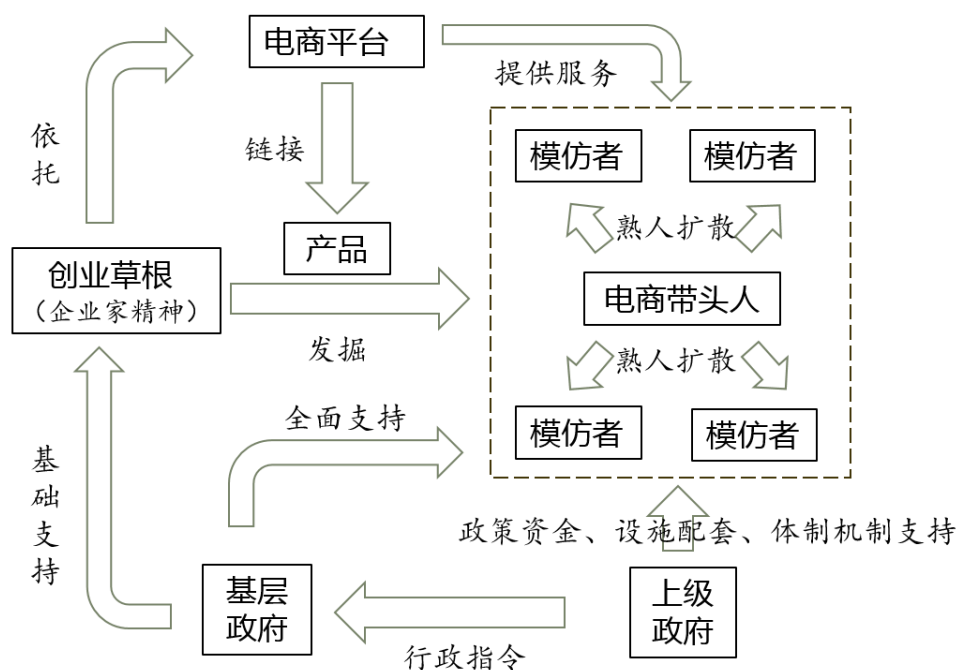 电商平台
提供服务
依托
链接
模仿者
模仿者
熟人扩散
产品
创业草根
（企业家精神）
电商带头人
发掘
熟人扩散
全面支持
模仿者
模仿者
基础支持
政策资金、设施配套、体制机制支持
基层
政府
上级
政府
行政指令